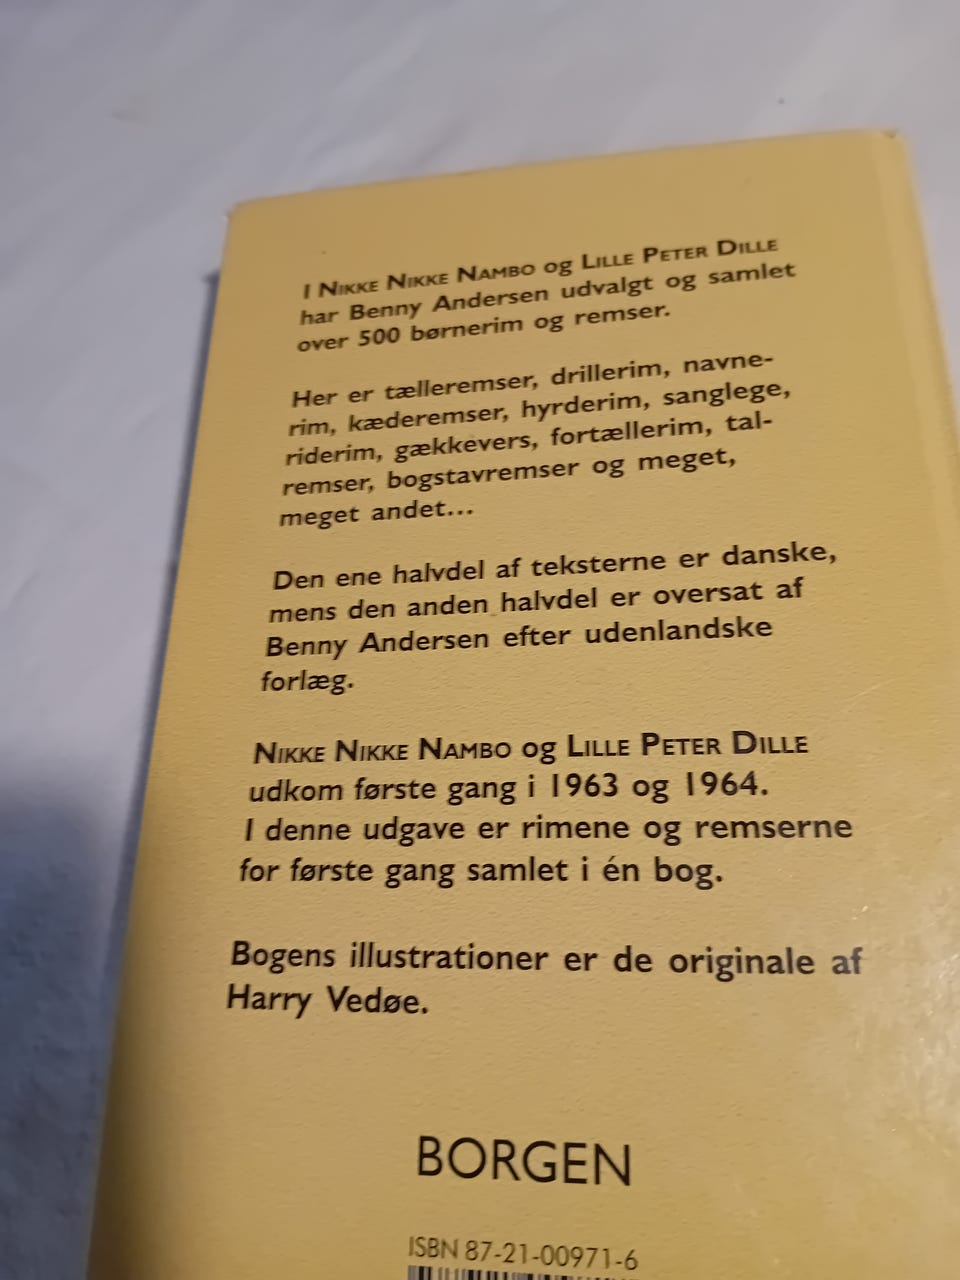 I NIKKE NIKKE NAMBO og LILLE PETER DILLE
har Benny Andersen udvalgt og samlet
over 500 børnerim og remser.
Her er tælleremser, drillerim, navne-
rim, kæderemser, hyrderim, sanglege,
riderim, gækkevers, fortællerim, tal-
remser, bogstavremser og meget,
meget andet...
Den ene halvdel af teksterne er danske,
mens den anden halvdel er oversat af
Benny Andersen efter udenlandske
forlæg.
NIKKE NIKKE NAMBO og LILLE PETER DILLE
udkom første gang i 1963 og 1964.
I denne udgave er rimene og remserne
for første gang samlet i én bog.
Bogens illustrationer er de originale af
Harry Vedøe.
BORGEN
ISBN 87-21-00971-6